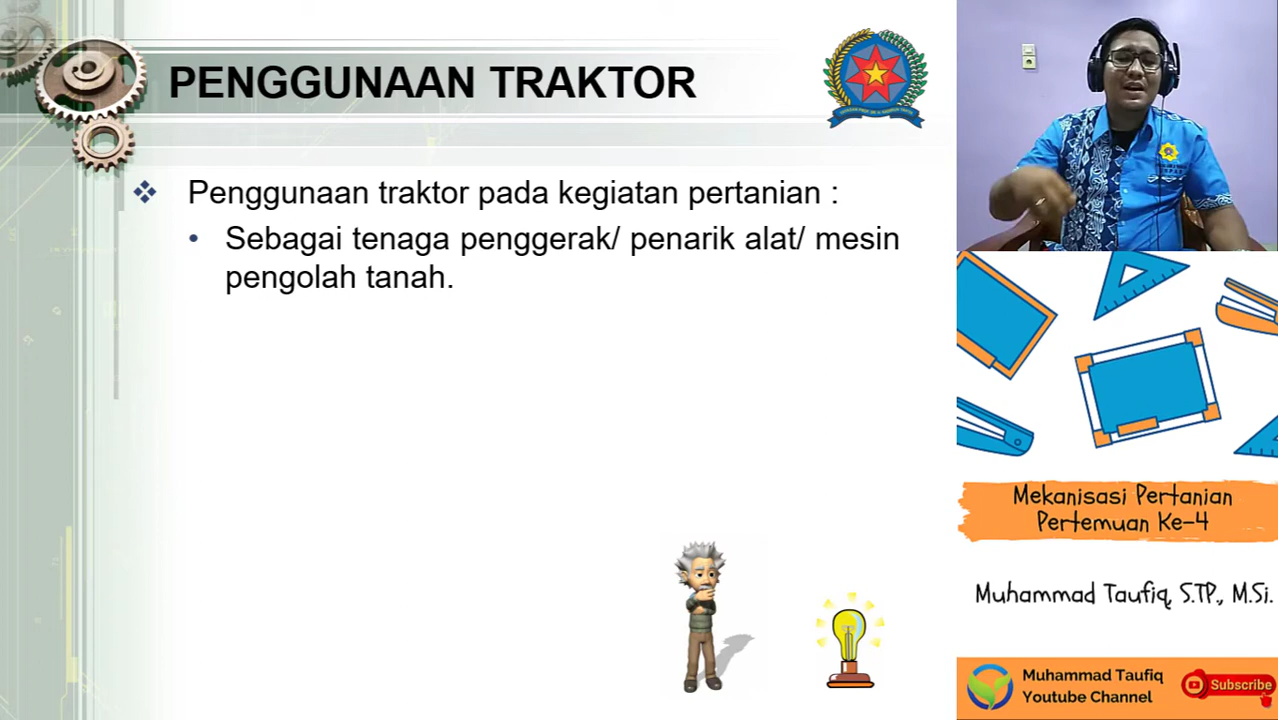 PENGGUNAAN TRAKTOR
Penggunaan traktor pada kegiatan pertanian :
Sebagai tenaga penggerak/ penarik alat/ mesin
pengolah tanah.
Mekanisasi Pertanian
Pertemuan Ke-4
Muhammad Taufiq, S.TP., M.Si.
Muhammad Taufiq
Youtube Channel
Subscribe